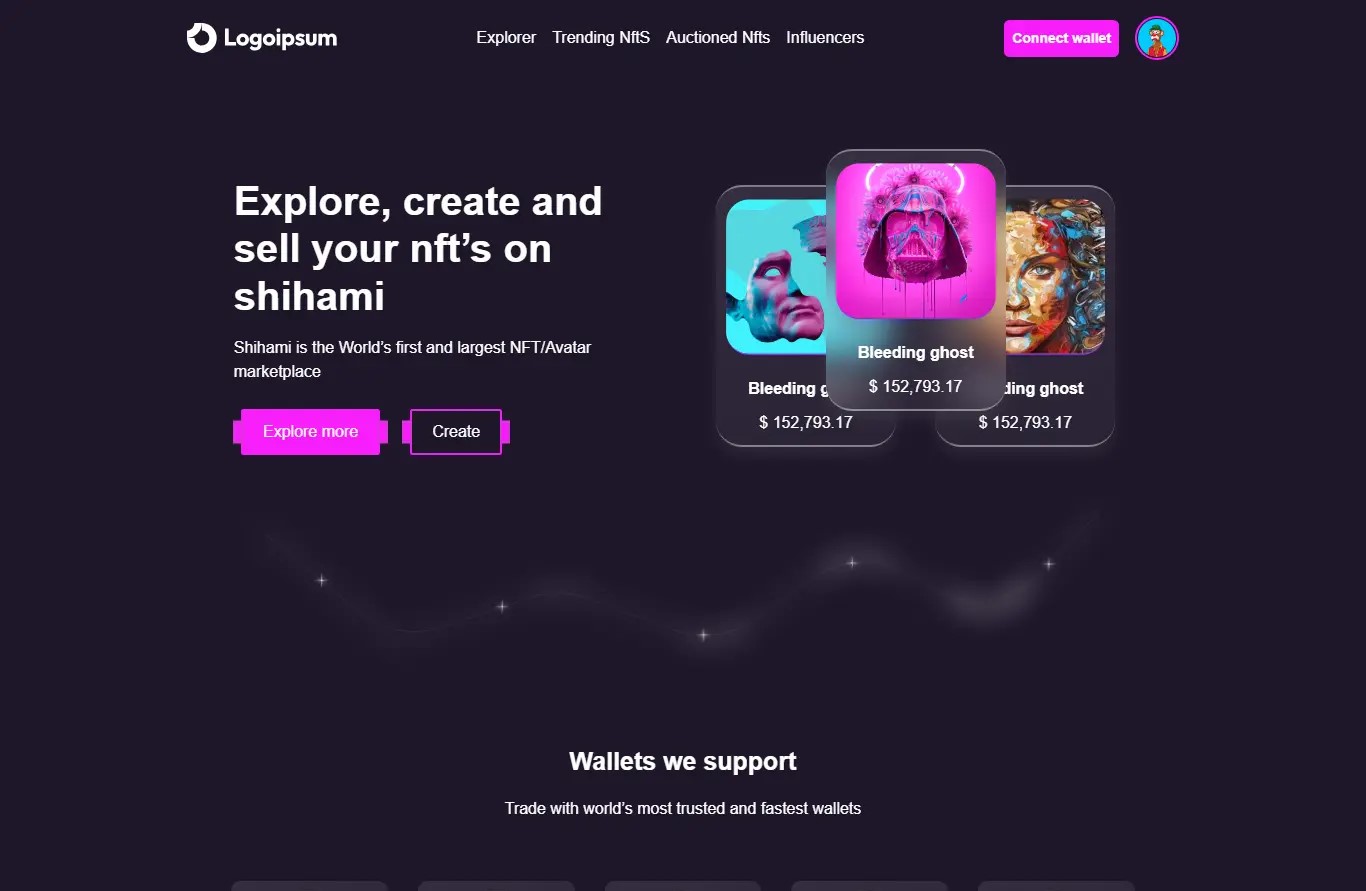 Logoipsum
Explorer
Trending NftS
Auctioned Nfts
Influencers
Connect wallet
Explore, create and
sell your nft’s on
shihami
Shihami is the World’s first and largest NFT/Avatar
marketplace
Explore more
Create
Bleeding g
$ 152,793.17
Bleeding ghost
$ 152,793.17
ding ghost
$ 152,793.17
Wallets we support
Trade with world’s most trusted and fastest wallets